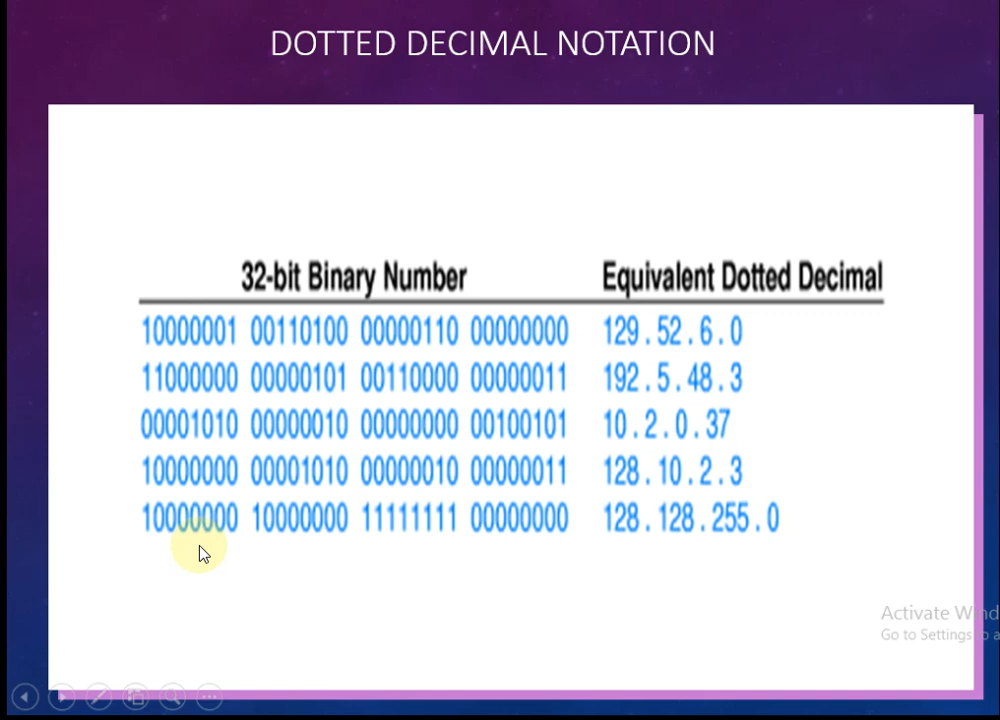 DOTTED DECIMAL NOTATION
32-bit Binary Number Equivalent Dotted Decimal
10000001 00110100 00000110 00000000 129.52.6.0
11000000 00000101 00110000 00000011 192.5.48.3
00001010 00000010 00000000 00100101 10.2.0.37
10000000 00001010 00000010 00000011 128.10.2.3
10000000 10000000 11111111 00000000 128.128.255.0
Activate Wind
Go to Settings to a